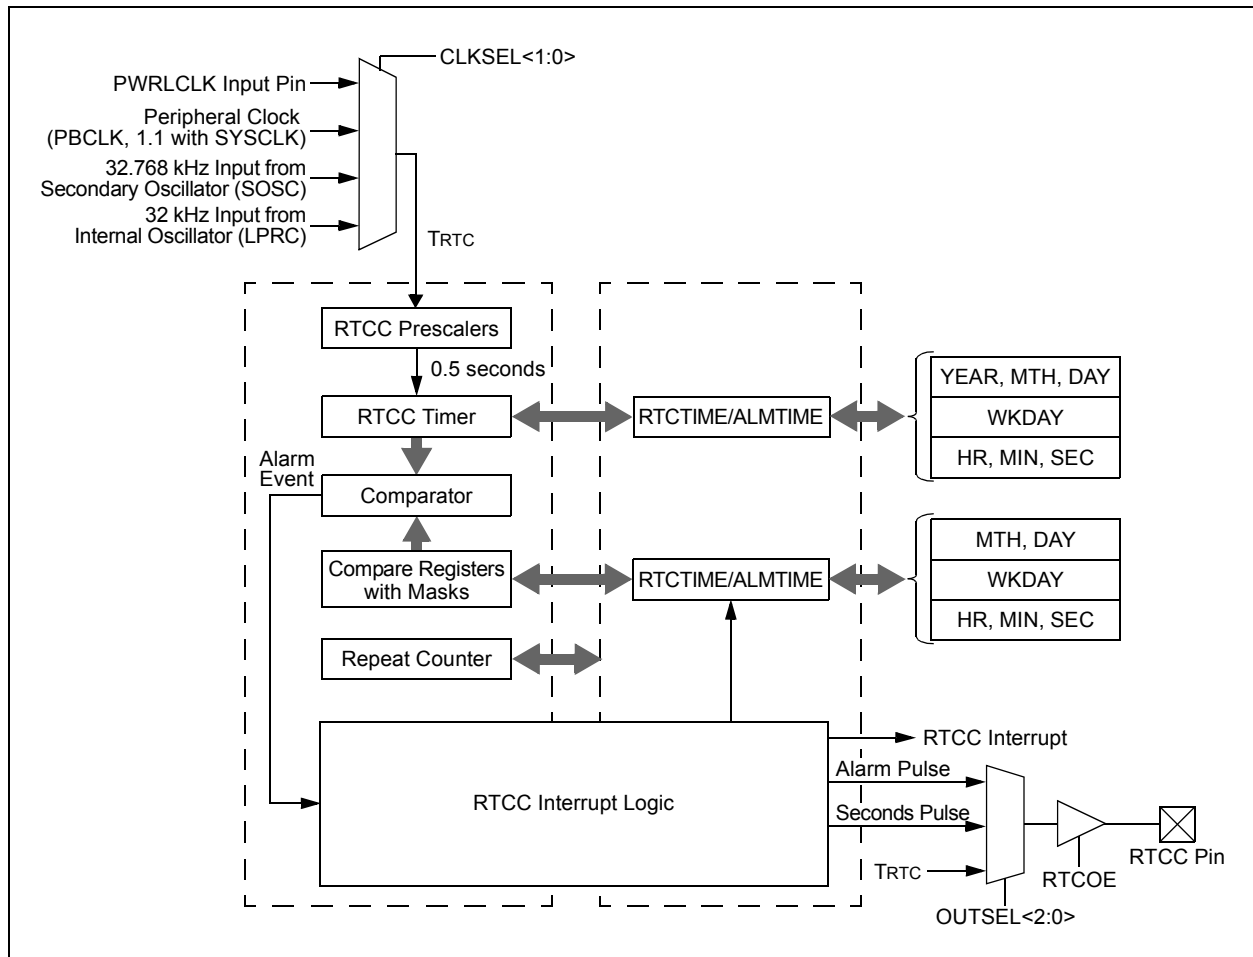 CLKSEL<1:0>
PWRLCLK Input Pin
Peripheral Clock
(PBCLK, 1.1 with SYSCLK)
32.768 kHz Input from
Secondary Oscillator (SOSC)
32 kHz Input from
Internal Oscillator (LPRC)
TRTC
RTCC Prescalers
0.5 seconds
RTCC Timer
RTCTIME/ALMTIME
YEAR, MTH, DAY
WKDAY
HR, MIN, SEC
Alarm
Event
Comparator
Compare Registers
with Masks
RTCTIME/ALMTIME
MTH, DAY
WKDAY
HR, MIN, SEC
Repeat Counter
RTCC Interrupt Logic
RTCC Interrupt
Alarm Pulse
Seconds Pulse
TRTC
RTCOE
RTCC Pin
OUTSEL<2:0>